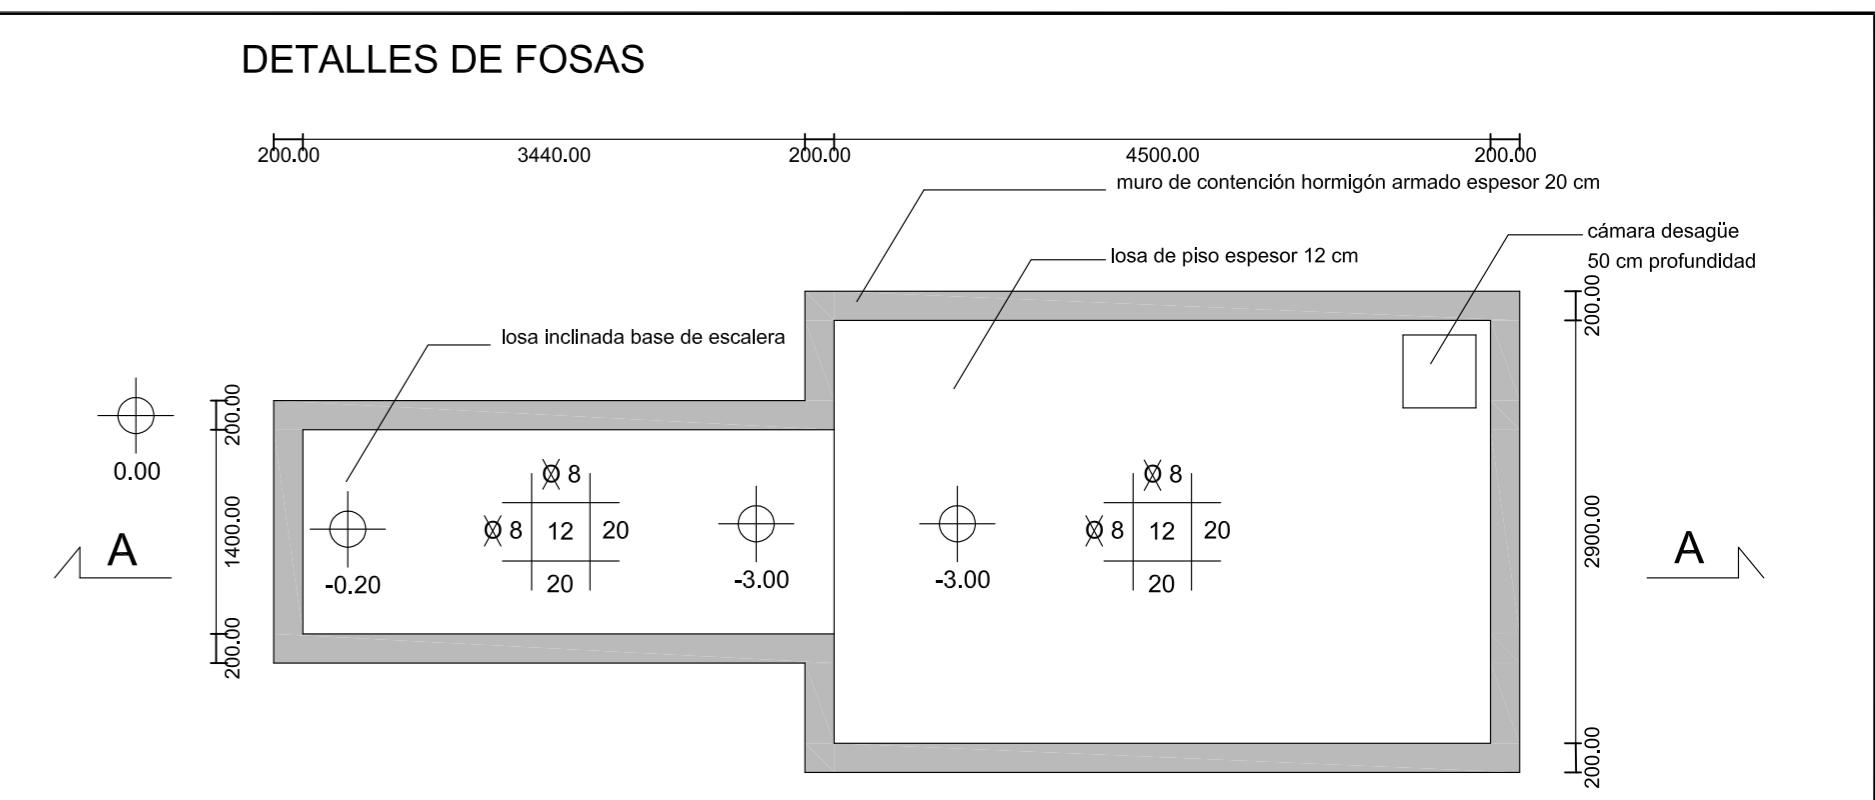 DETALLES DE FOSAS
200.00 3440.00 200.00 4500.00 200.00
muro de contención hormigón armado espesor 20 cm
cámara desagüe
50 cm profundidad
losa de piso espesor 12 cm
losa inclinada base de escalera
200.00
200.00
0.00
Ø 8
Ø 8
Ø 8 12 20
Ø 8 12 20
1400.00
2900.00
A
A
-0.20
-3.00
-3.00
20
20
200.00
200.00